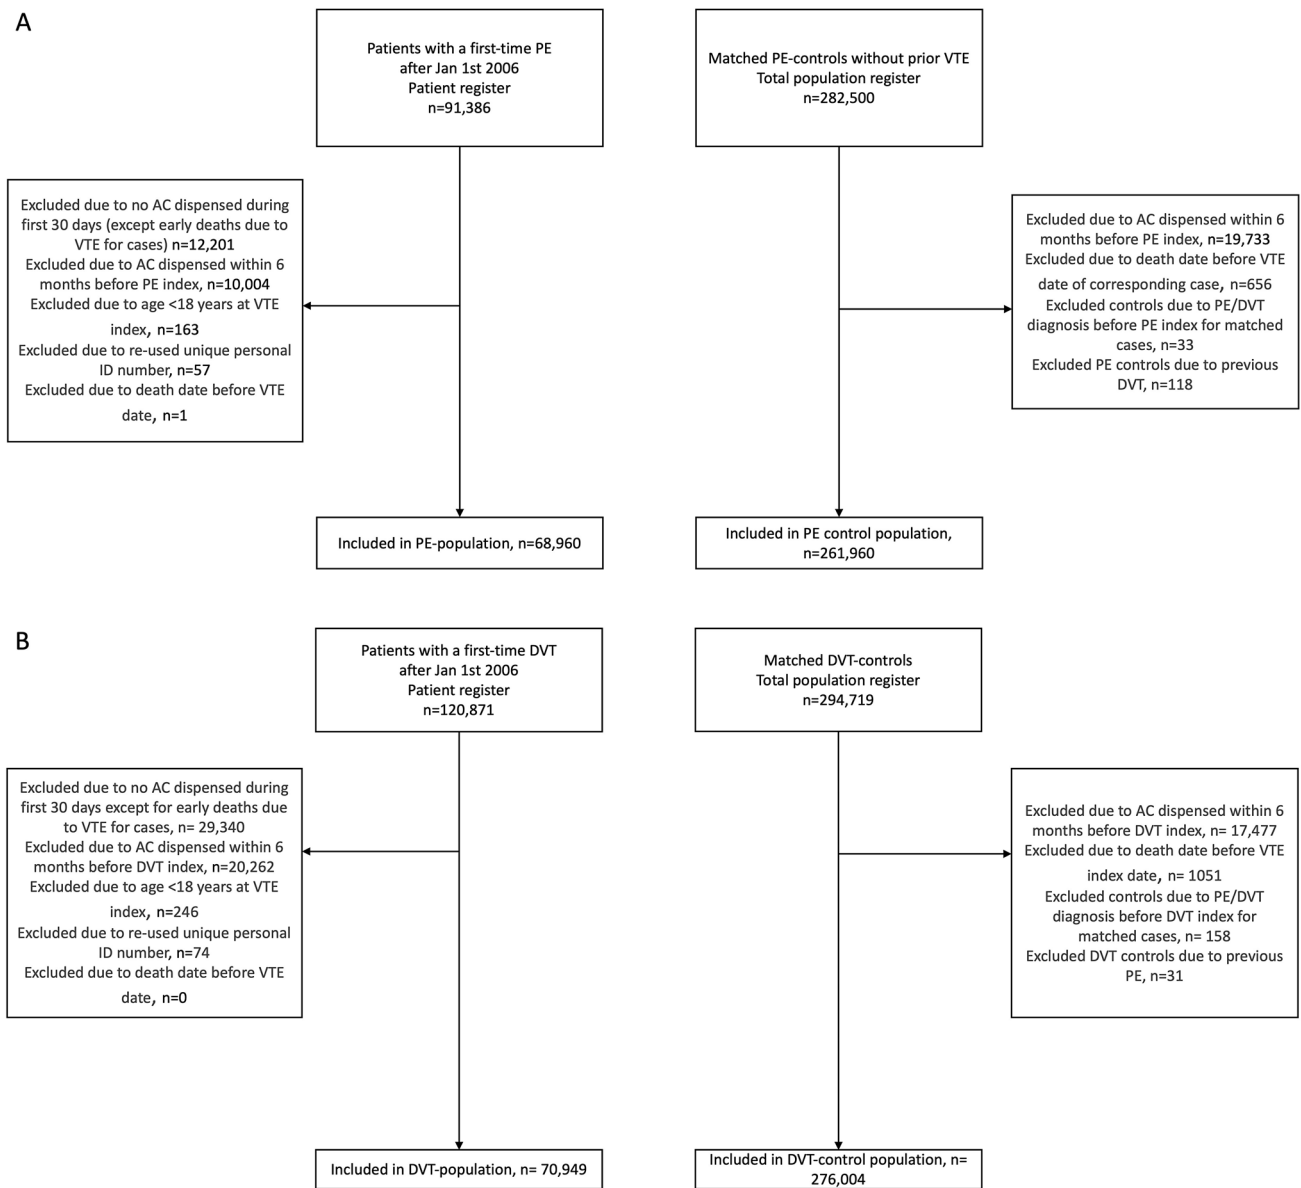 A
Patients with a first-time PE
after Jan 1st 2006
Patient register
n=91,386
Matched PE-controls without prior VTE
Total population register
n=282,500
Excluded due to no AC dispensed during
first 30 days (except early deaths due to
VTE for cases) n=12,201
Excluded due to AC dispensed within 6
months before PE index, n=10,004
Excluded due to age <18 years at VTE
index, n=163
Excluded due to re-used unique personal
ID number, n=57
Excluded due to death date before VTE
date, n=1
Excluded due to AC dispensed within 6
months before PE index, n=19,733
Excluded due to death date before VTE
date of corresponding case, n=656
Excluded controls due to PE/DVT
diagnosis before PE index for matched
cases, n=33
Excluded PE controls due to previous
DVT, n=118
Included in PE-population, n=68,960
Included in PE control population,
n=261,960
B
Patients with a first-time DVT
after Jan 1st 2006
Patient register
n=120,871
Matched DVT-controls
Total population register
n=294,719
Excluded due to no AC dispensed during
first 30 days except for early deaths due
to VTE for cases, n= 29,340
Excluded due to AC dispensed within 6
months before DVT index, n=20,262
Excluded due to age <18 years at VTE
index, n=246
Excluded due to re-used unique personal
ID number, n=74
Excluded due to death date before VTE
date, n=0
Excluded due to AC dispensed within 6
months before DVT index, n= 17,477
Excluded due to death date before VTE
index date, n= 1051
Excluded controls due to PE/DVT
diagnosis before DVT index for
matched cases, n= 158
Excluded DVT controls due to previous
PE, n=31
Included in DVT-population, n= 70,949
Included in DVT-control population, n=
276,004